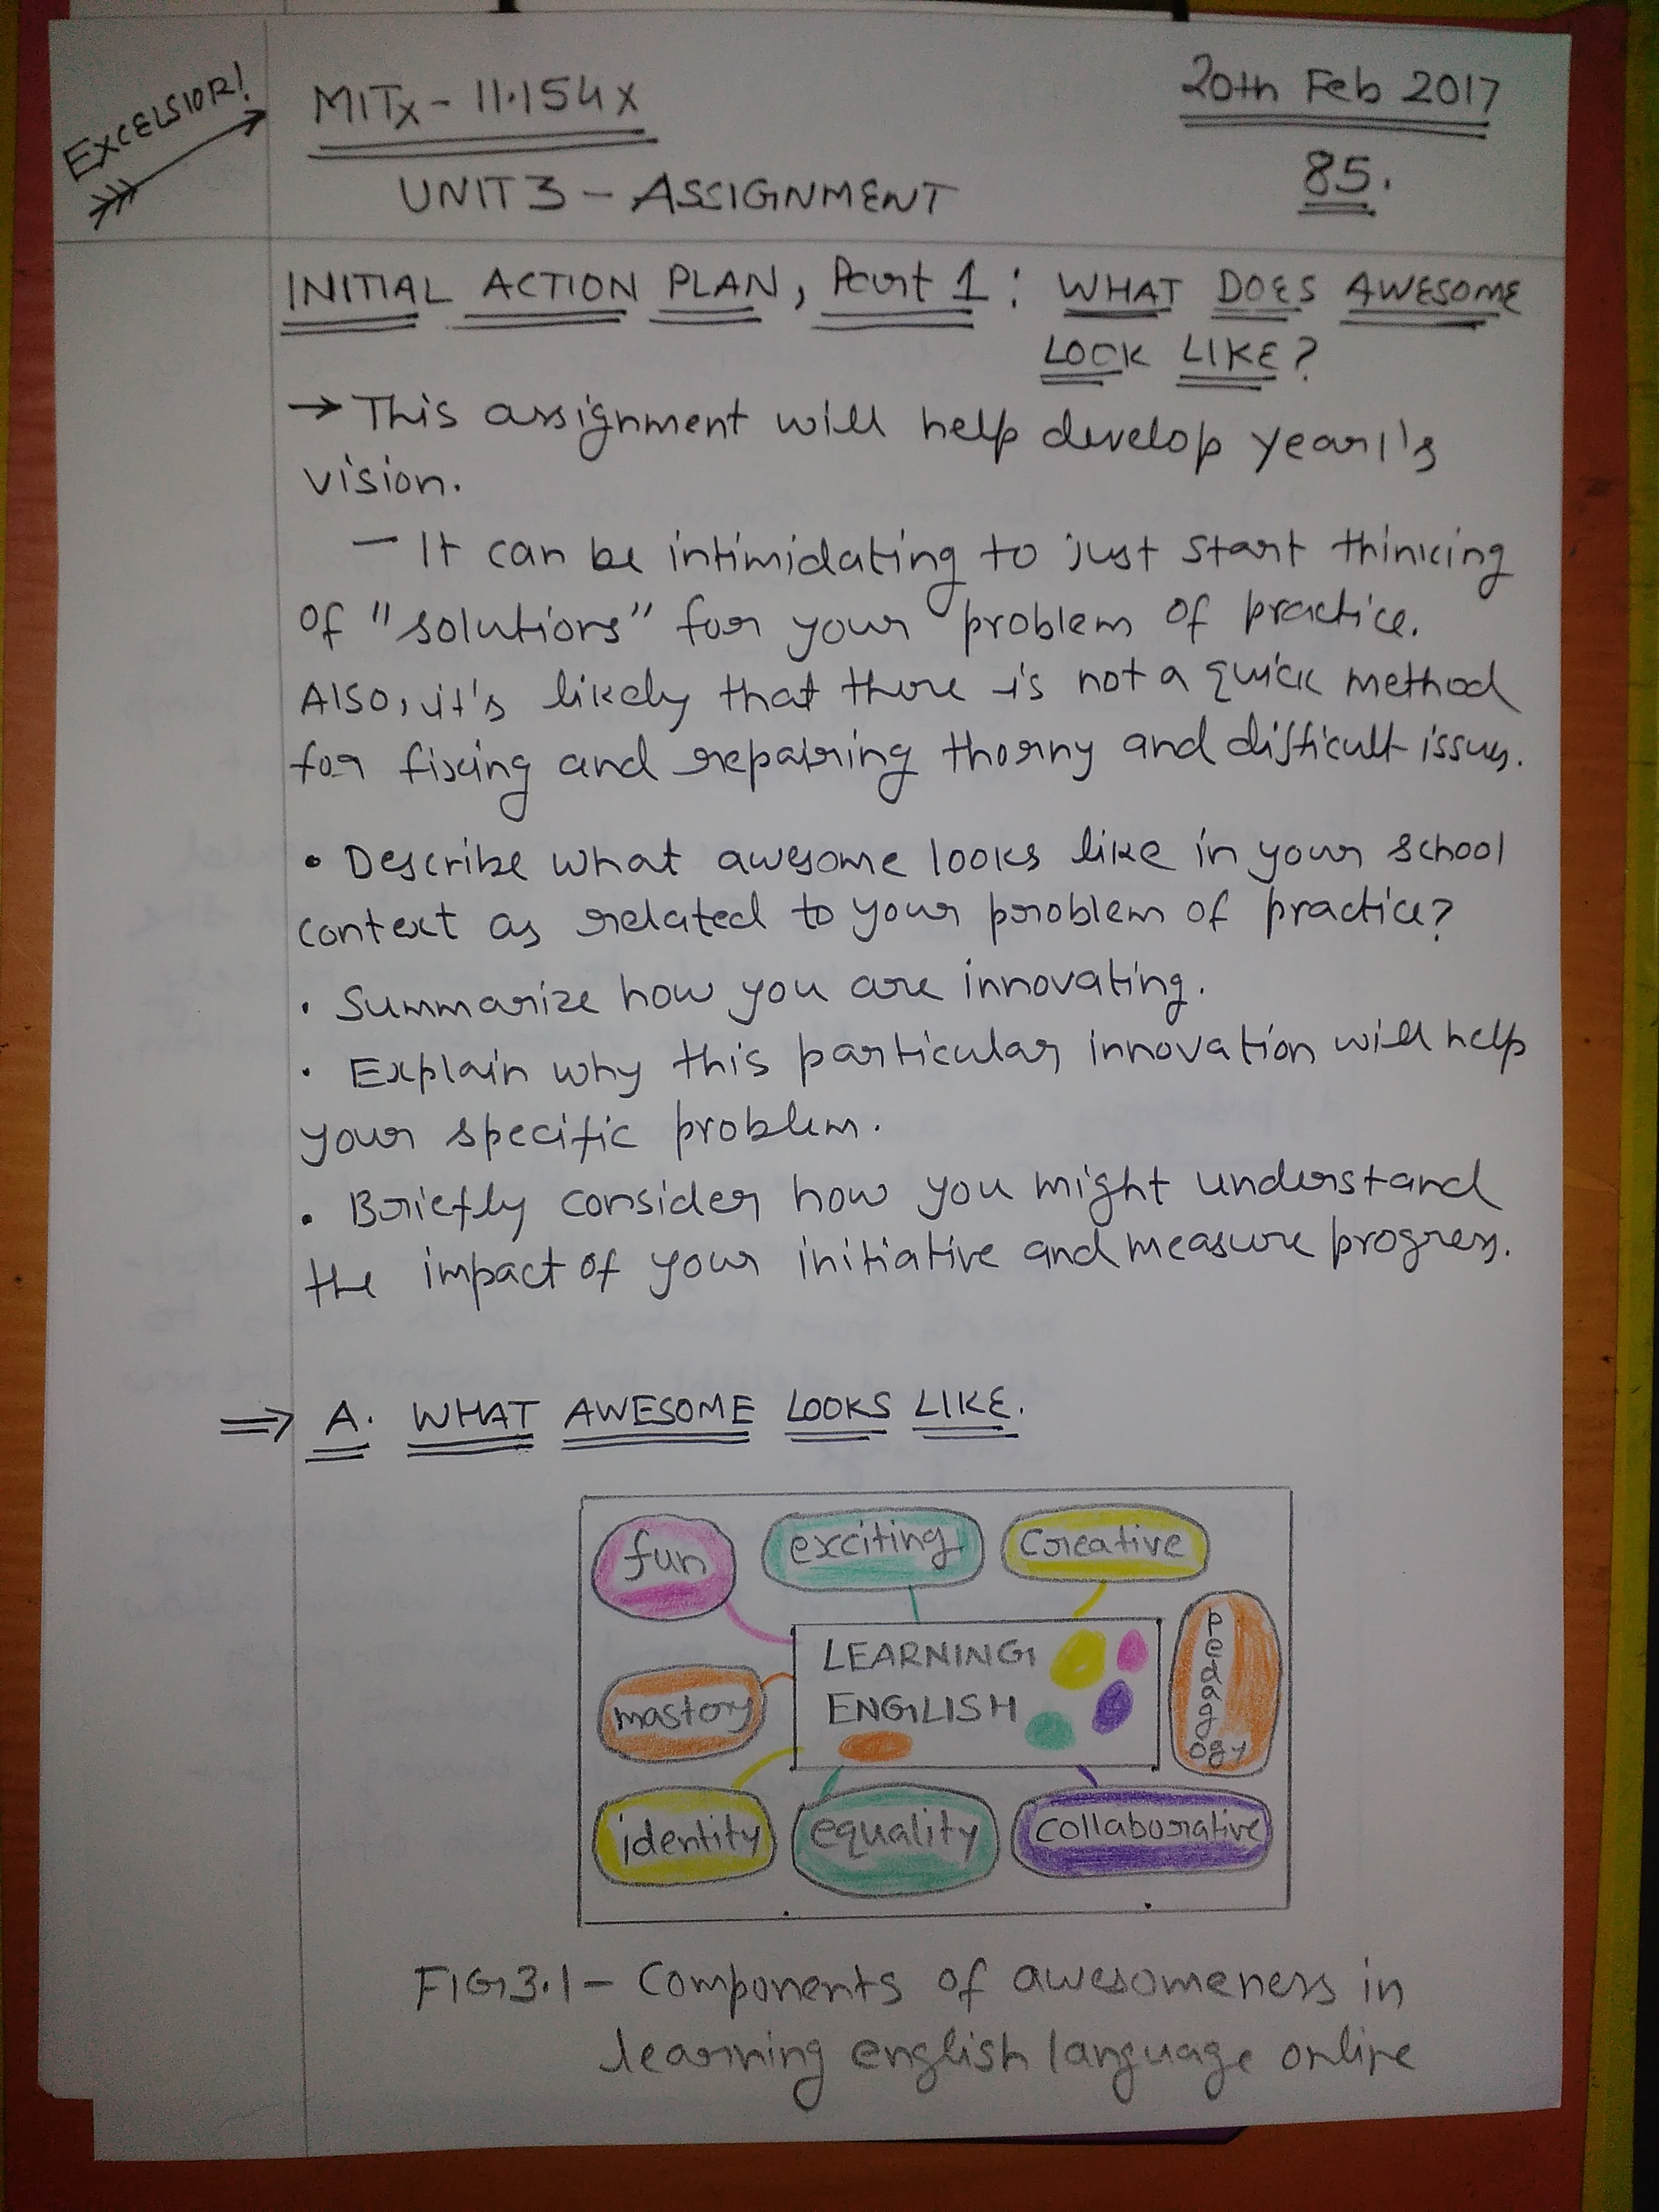 EXCELSIOR!
MITx - 11.154x
20th Feb 2017
UNIT 3 - ASSIGNMENT
85.
INITIAL ACTION PLAN, Part 1: WHAT DOES AWESOME
LOOK LIKE?
→ This assignment will help develop year 1's
vision.
— It can be intimidating to just start thinking
of "solutions" for your problem of practice.
Also, it's likely that there is not a quick method
for fixing and repairing thorny and difficult issues.
• Describe what awesome looks like in your school
context as related to your problem of practice?
• Summarize how you are innovating.
• Explain why this particular innovation will help
your specific problem.
• Briefly consider how you might understand
the impact of your initiative and measure progress.
⇒ A. WHAT AWESOME LOOKS LIKE.
fun
exciting
creative
LEARNING
ENGLISH
pedagogy
mastery
identity
equality
collaborative
FIG 3.1 - Components of awesomeness in
learning english language online